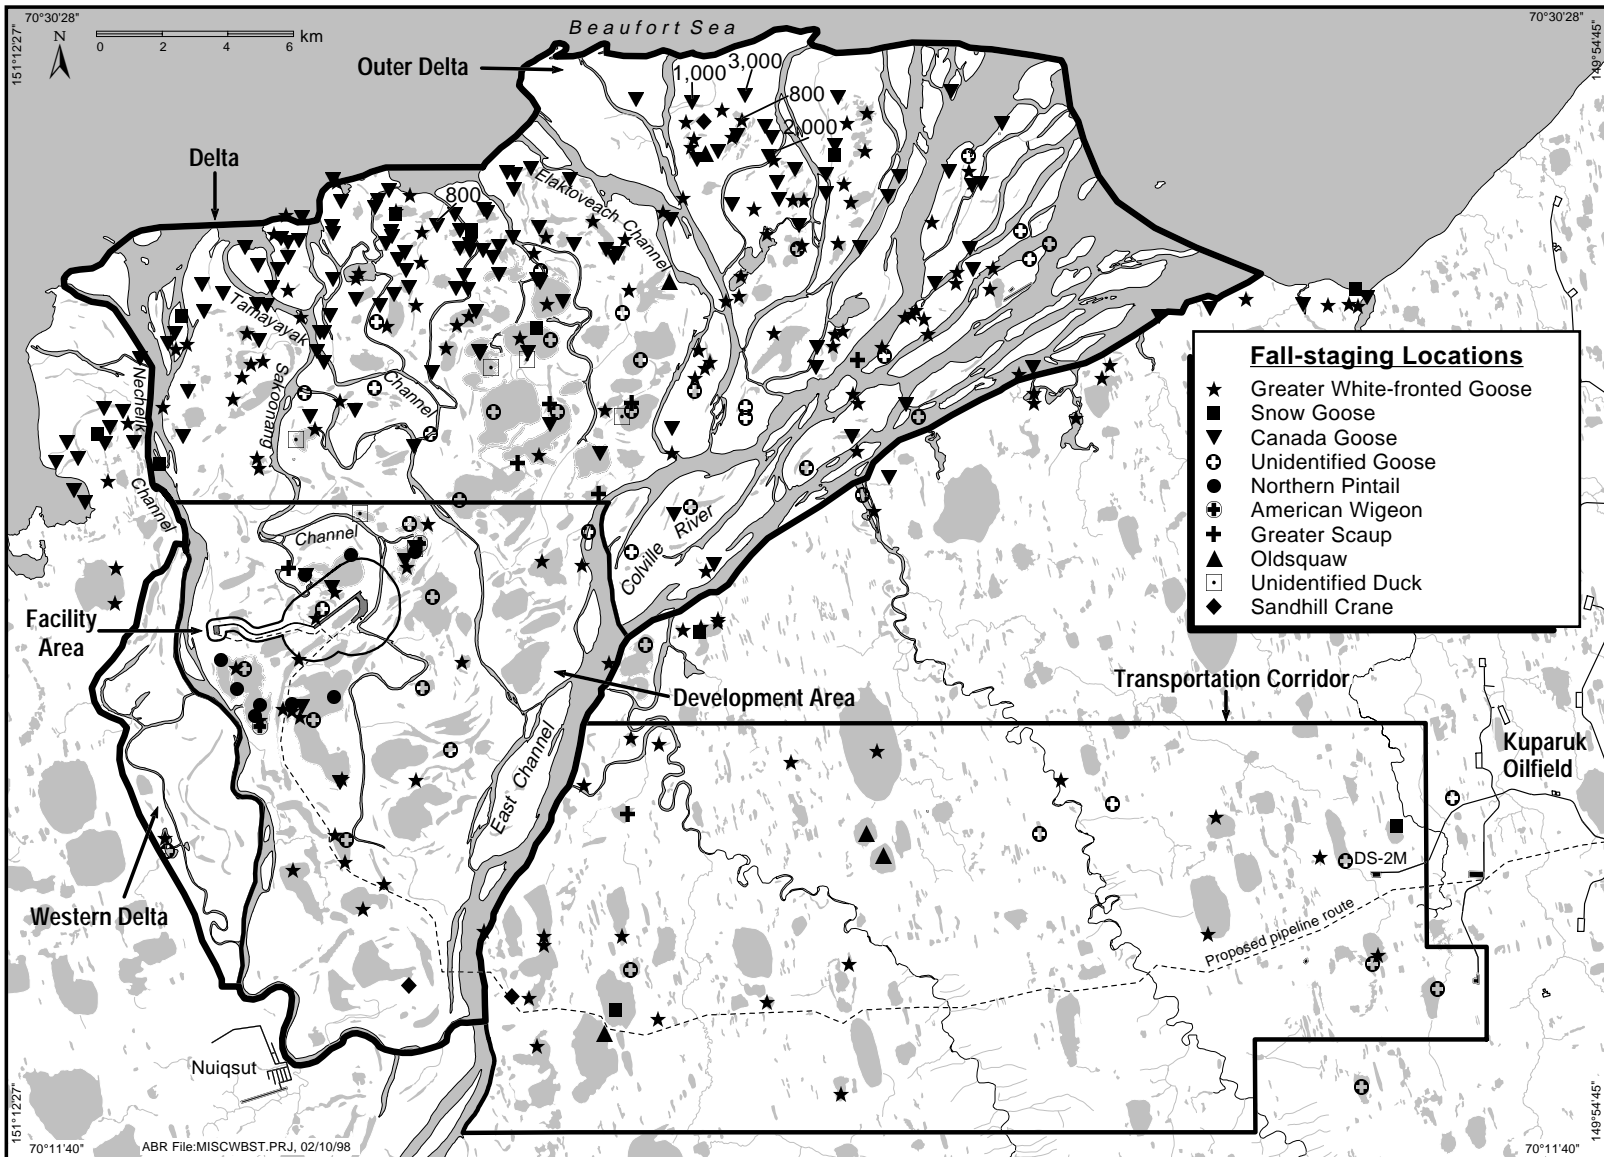 70°30'28"
70°30'28"
151°12'27"
149°54'45"
N
0 2 4 6 km
Beaufort Sea
Outer Delta
1,000
3,000
800
2,000
Delta
800
Elaktoveach Channel
Tamayayak
Channel
Nechelik
Channel
Sakoonang
Channel
Fall-staging Locations
Greater White-fronted Goose
Snow Goose
Canada Goose
Unidentified Goose
Northern Pintail
American Wigeon
Greater Scaup
Oldsquaw
Unidentified Duck
Sandhill Crane
Colville River
Facility
Area
Development Area
Transportation Corridor
East Channel
Kuparuk
Oilfield
DS-2M
Western Delta
Proposed pipeline route
Nuiqsut
151°12'27"
149°54'45"
70°11'40"
ABR File:MISCWBST.PRJ, 02/10/98
70°11'40"